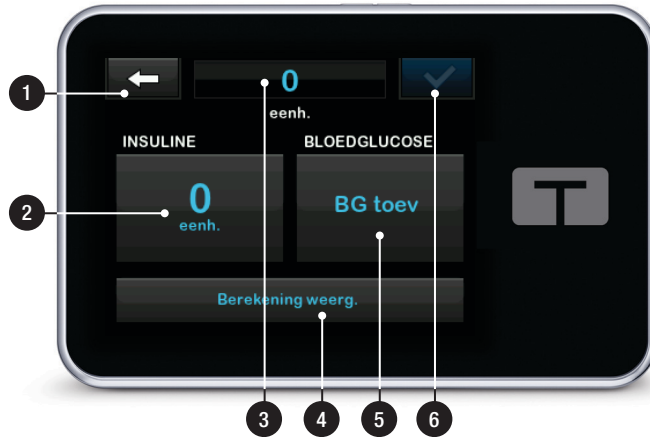 0
eenh.
INSULINE
BLOEDGLUCOSE
0
eenh.
BG toev
Berekening weerg.
1
2
3
4
5
6